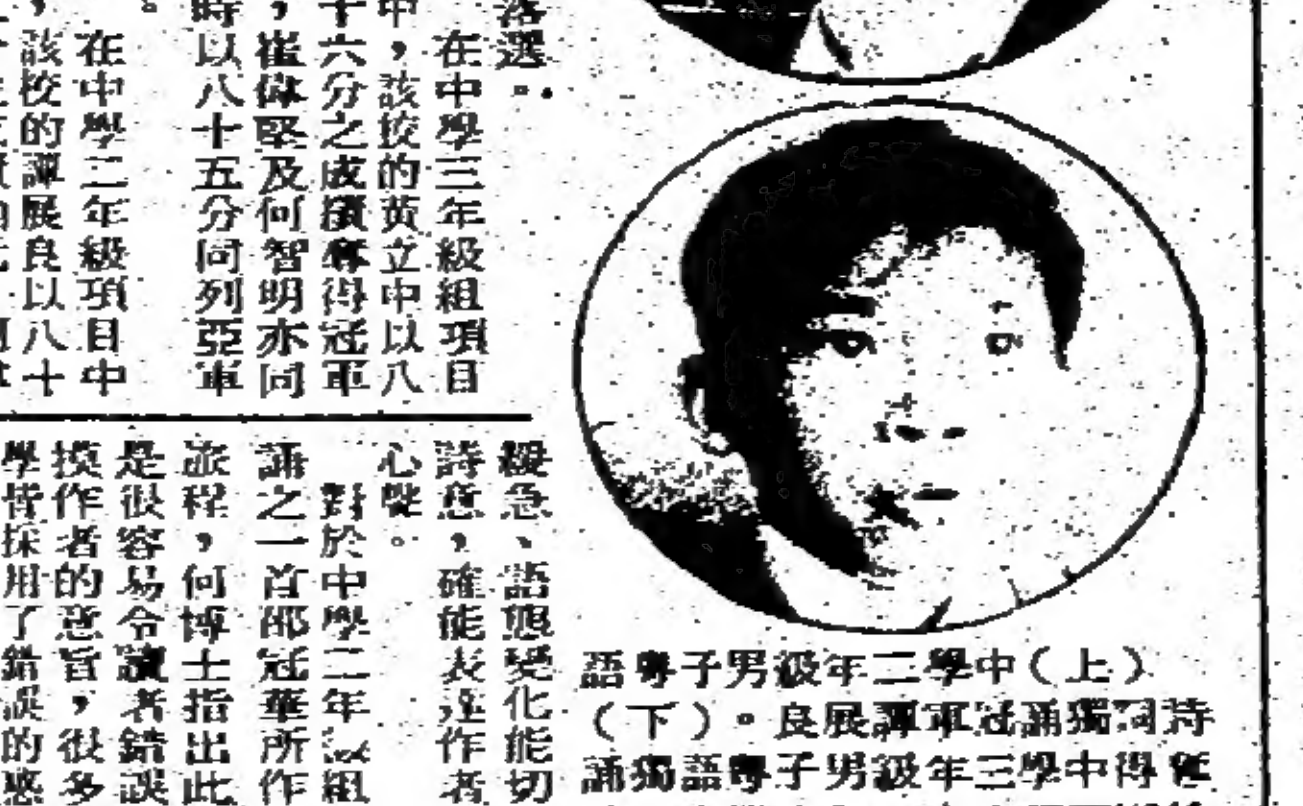 落選。
在中學三年級組項目
中，該校的黃立中以八
十六分之成績奪得冠軍
，崔偉堅及何智明亦同
時以八十五分同列亞軍
。
在中學二年級項目中
，該校的譚展良以八十
緩急、語態變化能切
詩意，確能表達作者
心聲。
對於中學二年級組
誦之一首邵冠華所作
旅程，何博士指出此
是很容易令讀者錯誤
摸作者的意旨，很多
學皆採用了錯誤的感
（上）中學二年級男子粵語
詩詞獨誦冠軍譚展良。（下）
得中學三年級男子粵語獨誦